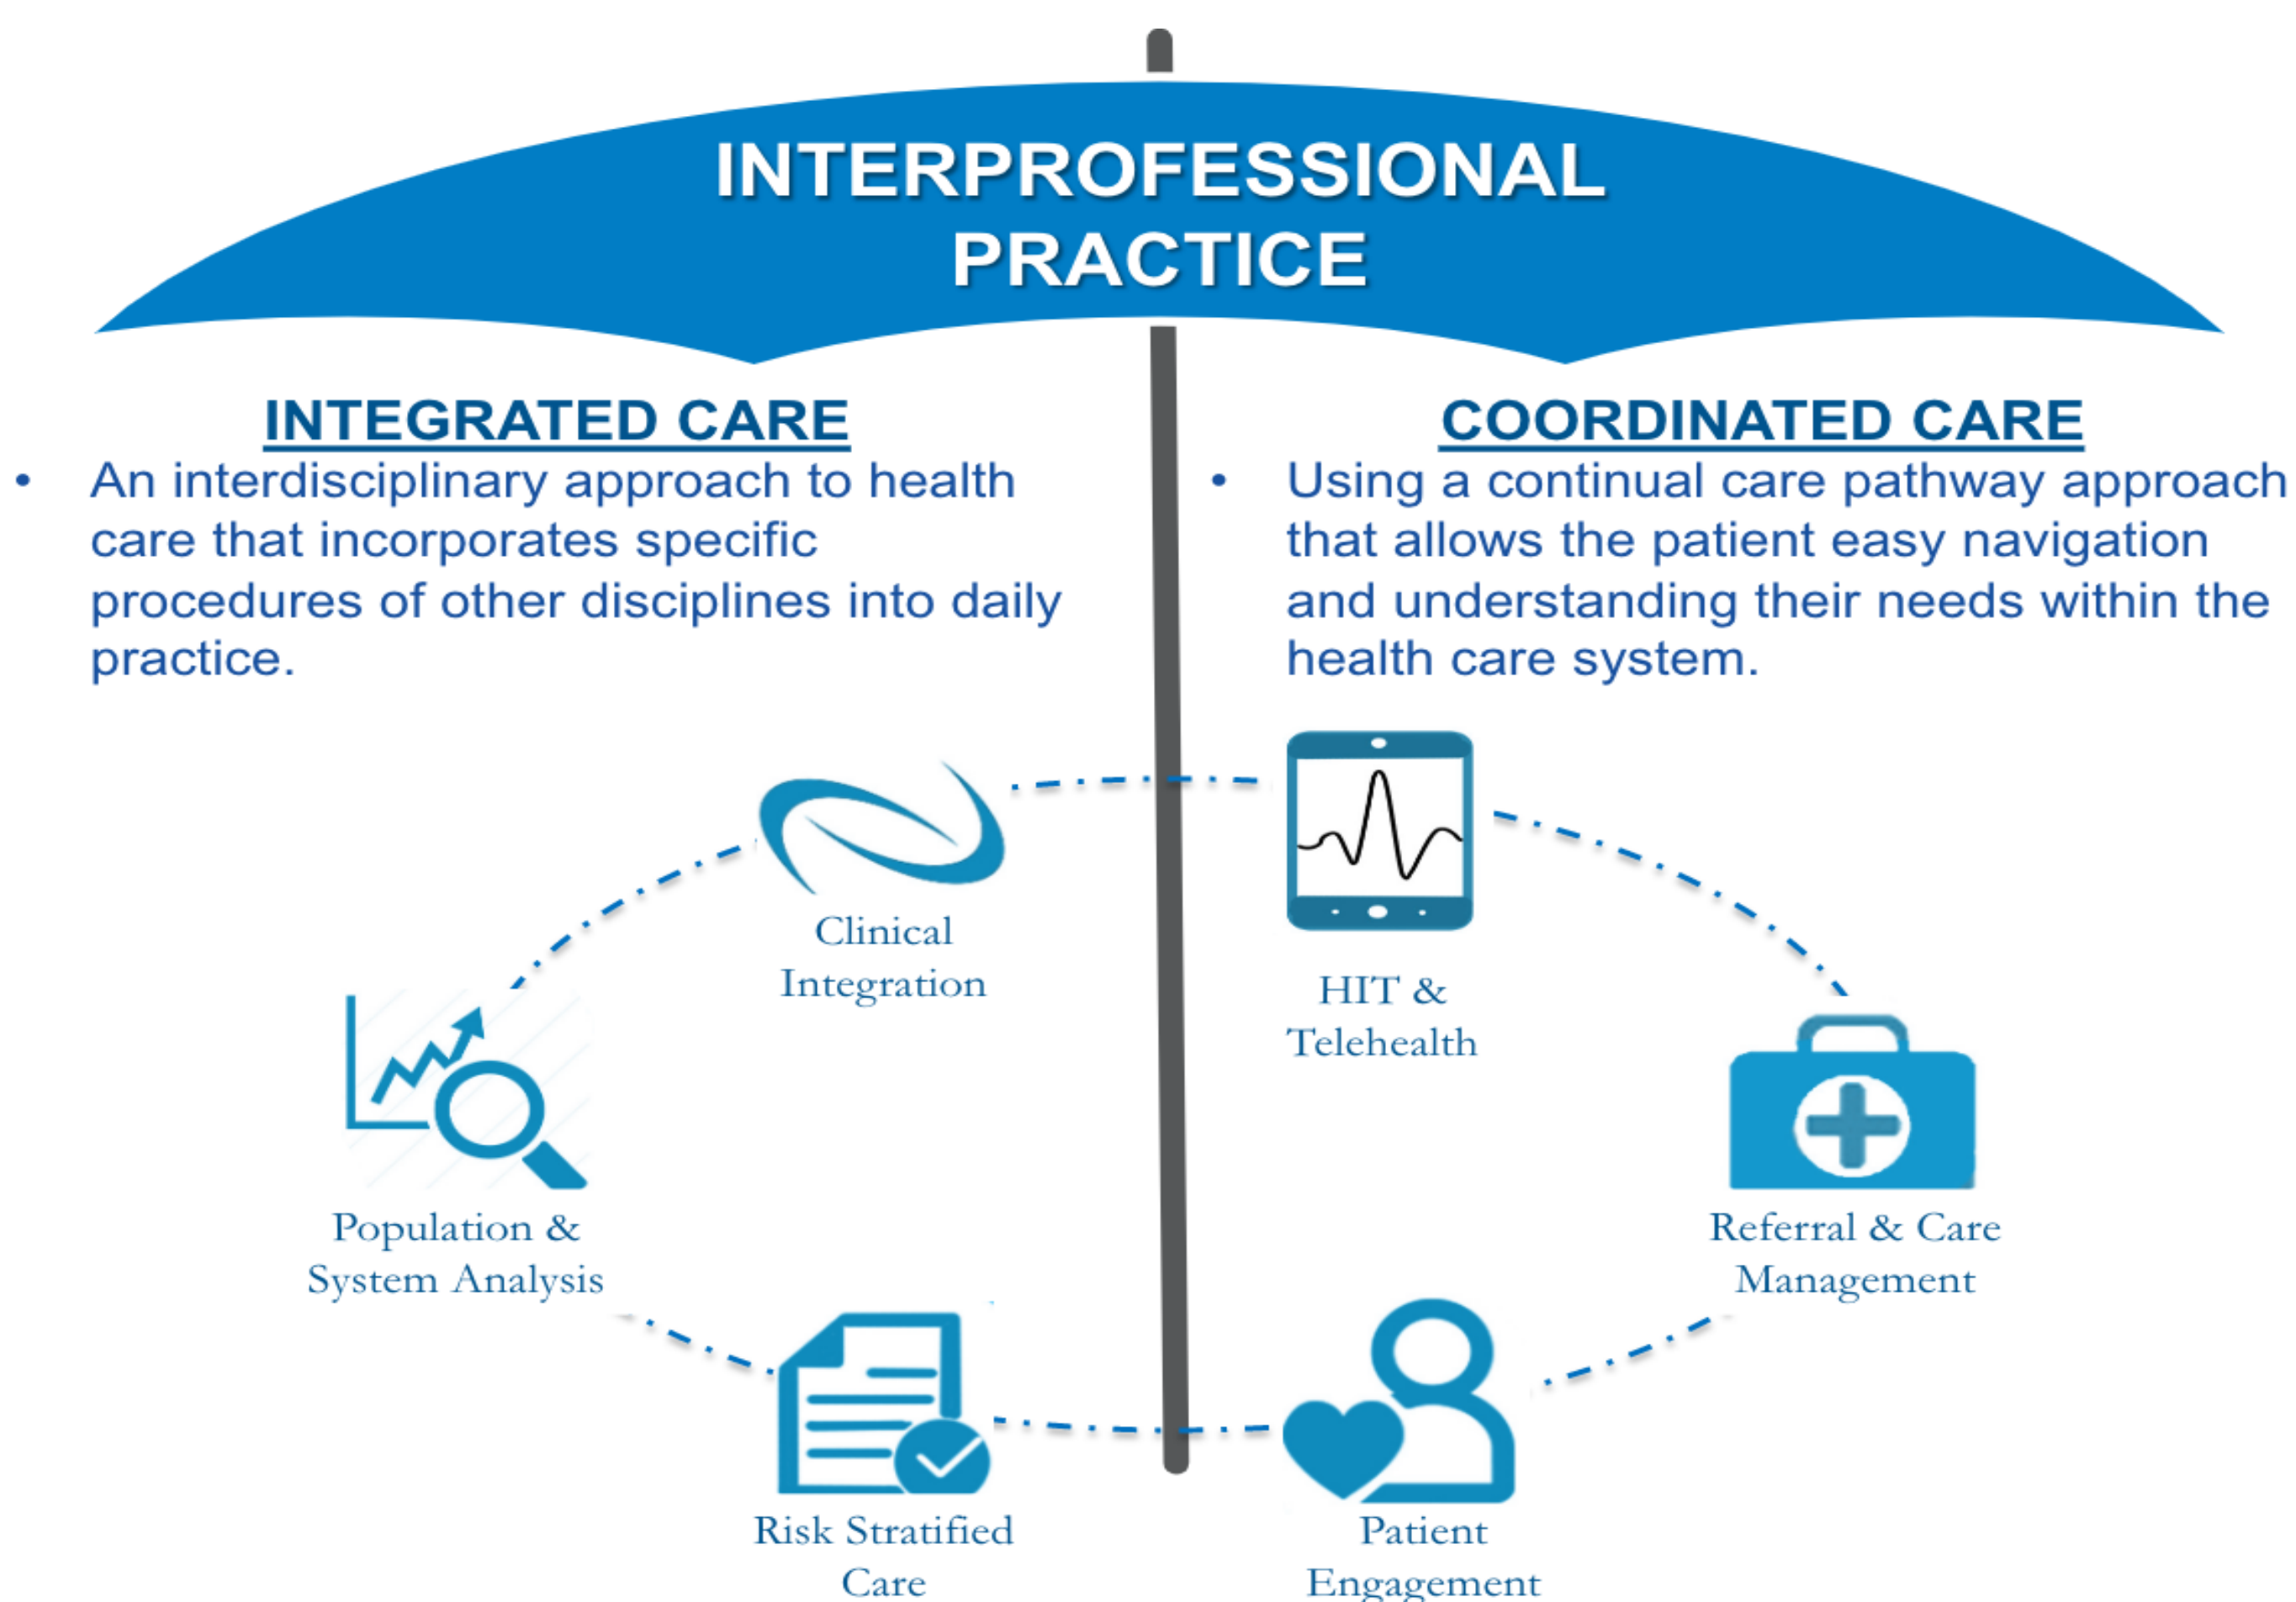 INTERPROFESSIONAL
PRACTICE
INTEGRATED CARE
• An interdisciplinary approach to health
care that incorporates specific
procedures of other disciplines into daily
practice.
COORDINATED CARE
• Using a continual care pathway approach
that allows the patient easy navigation
and understanding their needs within the
health care system.
Clinical
Integration
HIT &
Telehealth
Population &
System Analysis
Referral & Care
Management
Risk Stratified
Care
Patient
Engagement